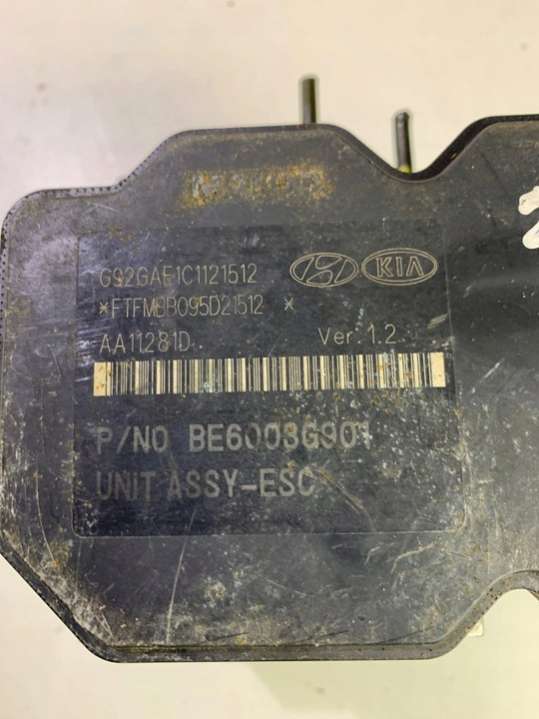 G92GAE1C1121512
KIA
*FTFMBB095D21512 *
AA11281D Ver.1.2
P/NO BE6003G901
UNIT ASSY-ESC